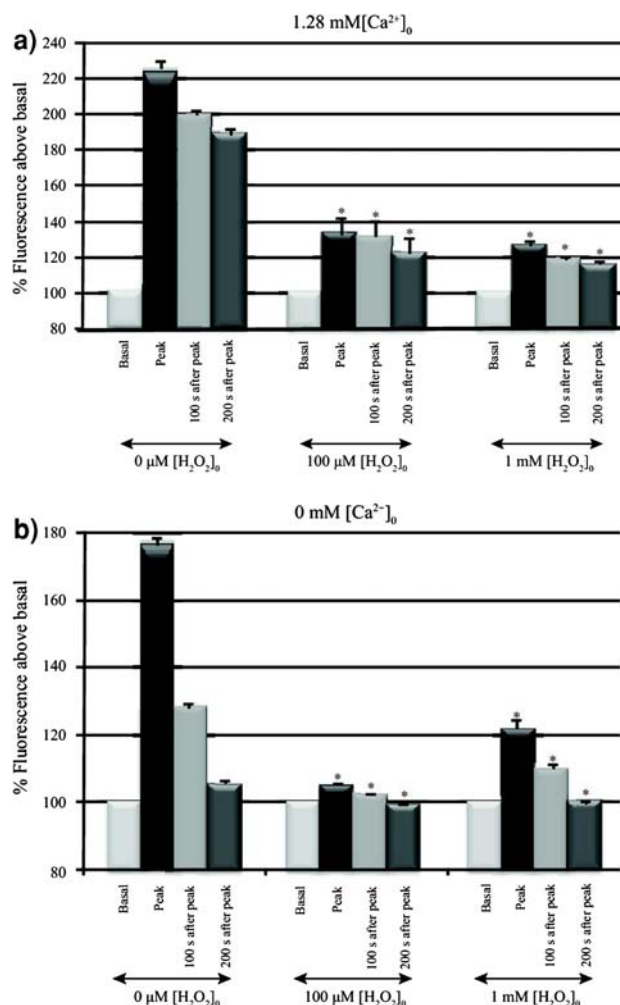 a)
1.28 mM[Ca²⁺]₀
% Fluorescence above basal
240
220
200
180
160
140
120
100
80
* * * * * *
Basal
Peak
100 s after peak
200 s after peak
Basal
Peak
100 s after peak
200 s after peak
Basal
Peak
100 s after peak
200 s after peak
0 µM [H₂O₂]₀
100 µM [H₂O₂]₀
1 mM [H₂O₂]₀
b)
0 mM [Ca²⁻]₀
% Fluorescence above basal
180
160
140
120
100
80
* * * * * *
Basal
Peak
100 s after peak
200 s after peak
Basal
Peak
100 s after peak
200 s after peak
Basal
Peak
100 s after peak
200 s after peak
0 µM [H₂O₂]₀
100 µM [H₂O₂]₀
1 mM [H₂O₂]₀